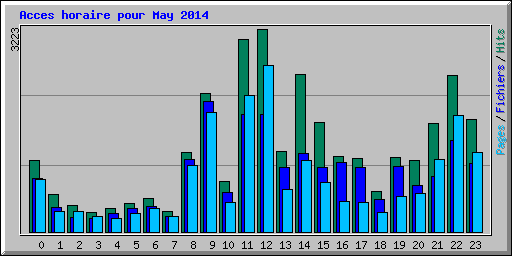 Acces horaire pour May 2014
3223
Pages / Fichiers / Hits
0 1 2 3 4 5 6 7 8 9 10 11 12 13 14 15 16 17 18 19 20 21 22 23